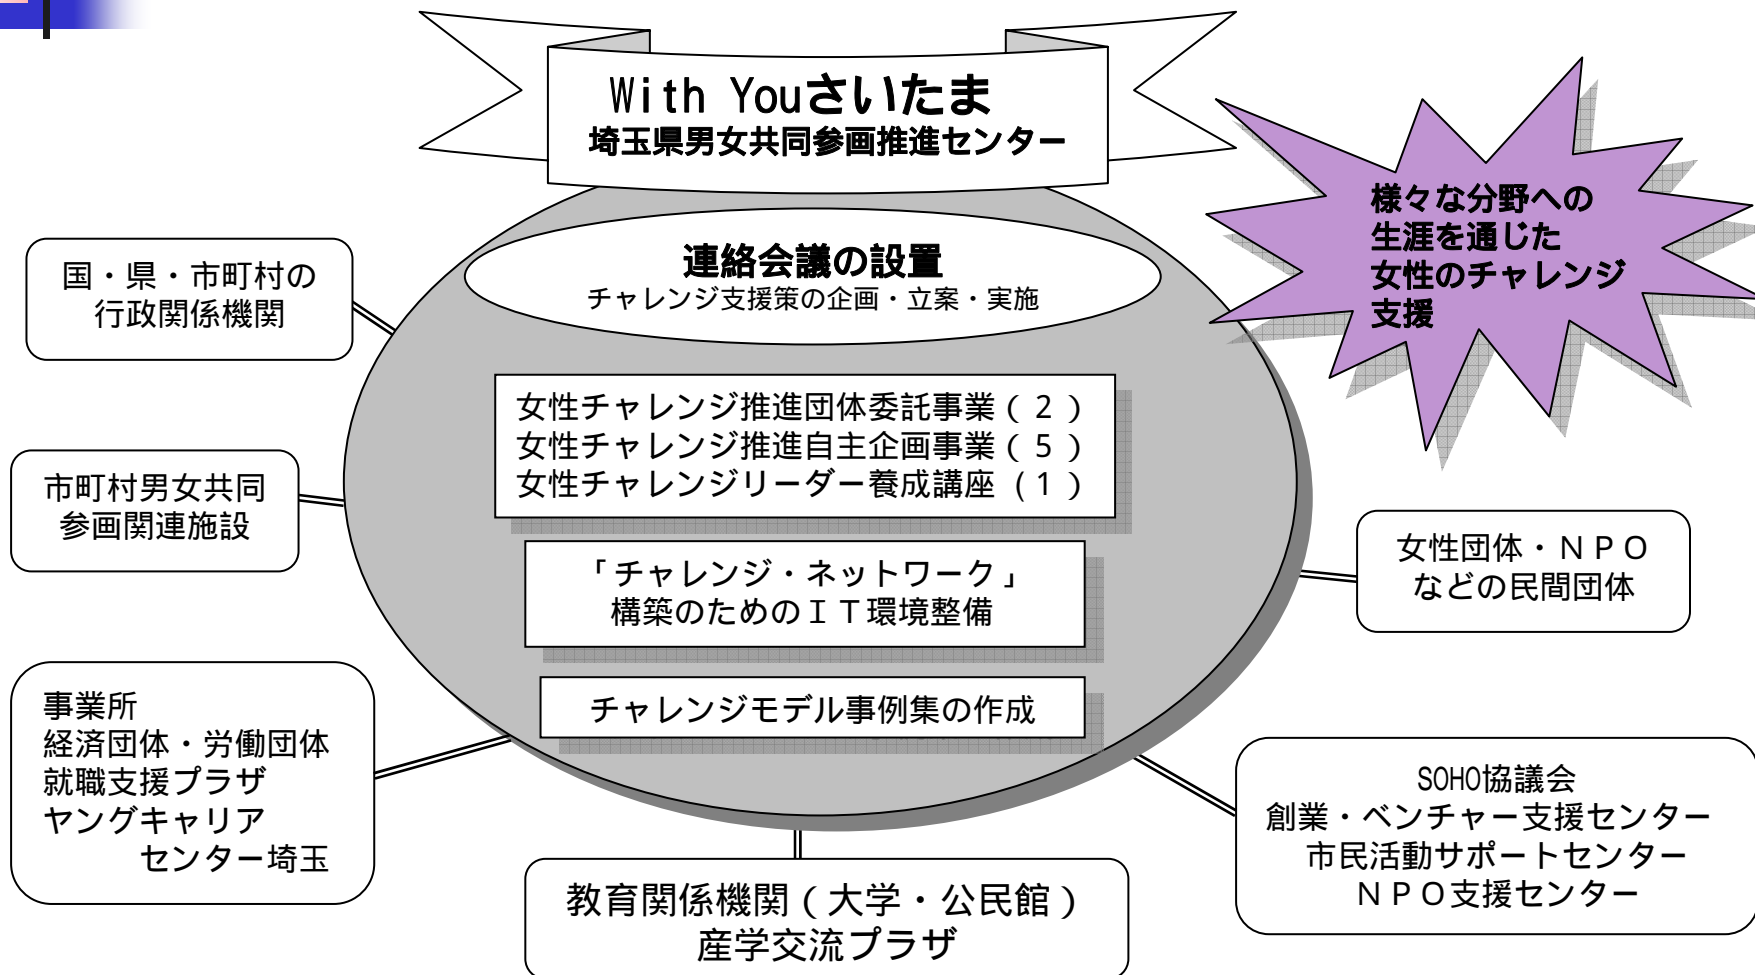 With Youさいたま
埼玉県男女共同参画推進センター
様々な分野への
生涯を通じた
女性のチャレンジ
支援
連絡会議の設置
チャレンジ支援策の企画・立案・実施
国・県・市町村の
行政関係機関
女性チャレンジ推進団体委託事業(2)
女性チャレンジ推進自主企画事業(5)
女性チャレンジリーダー養成講座(1)
市町村男女共同
参画関連施設
「チャレンジ・ネットワーク」
構築のためのIT環境整備
女性団体・NPO
などの民間団体
チャレンジモデル事例集の作成
事業所
経済団体・労働団体
就職支援プラザ
ヤングキャリア
センター埼玉
SOHO協議会
創業・ベンチャー支援センター
市民活動サポートセンター
NPO支援センター
教育関係機関(大学・公民館)
産学交流プラザ